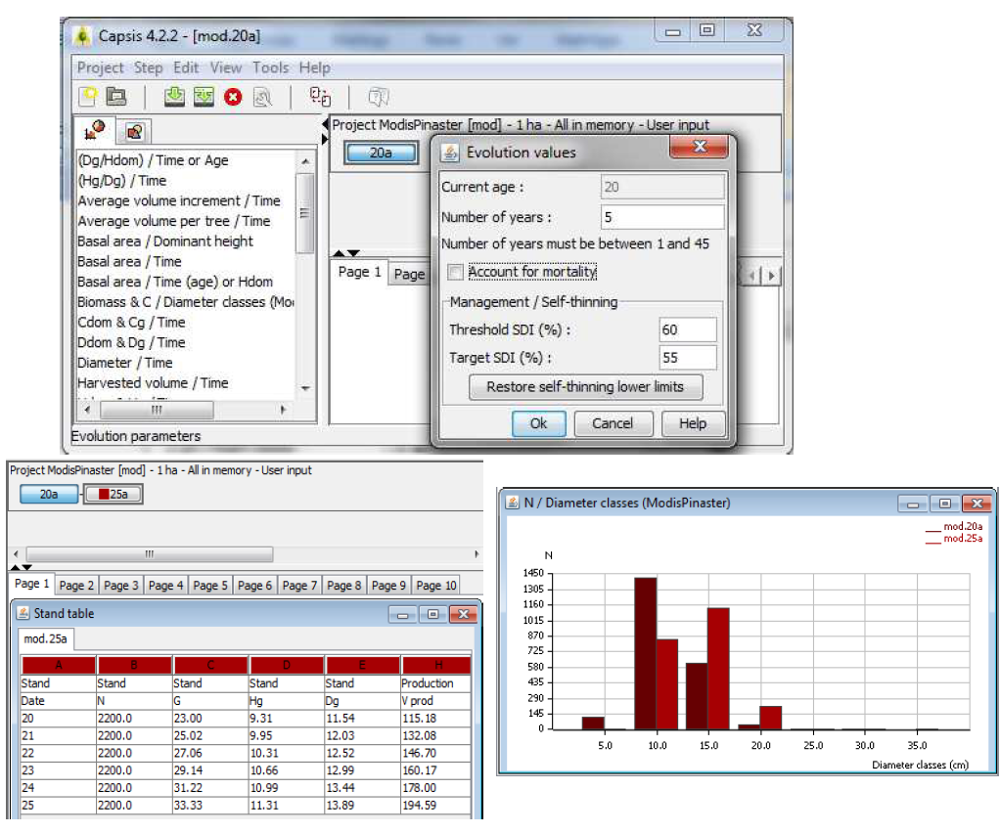 Capsis 4.2.2 - [mod.20a]
Project Step Edit View Tools Help
(Dg/Hdom) / Time or Age
(Hg/Dg) / Time
Average volume increment / Time
Average volume per tree / Time
Basal area / Dominant height
Basal area / Time
Basal area / Time (age) or Hdom
Biomass & C / Diameter classes (Mo
Cdom & Cg / Time
Ddom & Dg / Time
Diameter / Time
Harvested volume / Time
Evolution parameters
Project ModisPinaster [mod] - 1 ha - All in memory - User input
20a
Page 1 Page
Evolution values
Current age : 20
Number of years : 5
Number of years must be between 1 and 45
Account for mortality
Management / Self-thinning
Threshold SDI (%) : 60
Target SDI (%) : 55
Restore self-thinning lower limits
Ok Cancel Help
Project ModisPinaster [mod] - 1 ha - All in memory - User input
20a 25a
Page 1 Page 2 Page 3 Page 4 Page 5 Page 6 Page 7 Page 8 Page 9 Page 10
Stand table
mod.25a
A B C D E H
Stand Stand Stand Stand Stand Production
Date N G Hg Dg V prod
20 2200.0 23.00 9.31 11.54 115.18
21 2200.0 25.02 9.95 12.03 132.08
22 2200.0 27.06 10.31 12.52 146.70
23 2200.0 29.14 10.66 12.99 160.17
24 2200.0 31.22 10.99 13.44 178.00
25 2200.0 33.33 11.31 13.89 194.59
N / Diameter classes (ModisPinaster)
mod.20a
mod.25a
N
1450
1305
1160
1015
870
725
580
435
290
145
0
5.0 10.0 15.0 20.0 25.0 30.0 35.0
Diameter classes (cm)